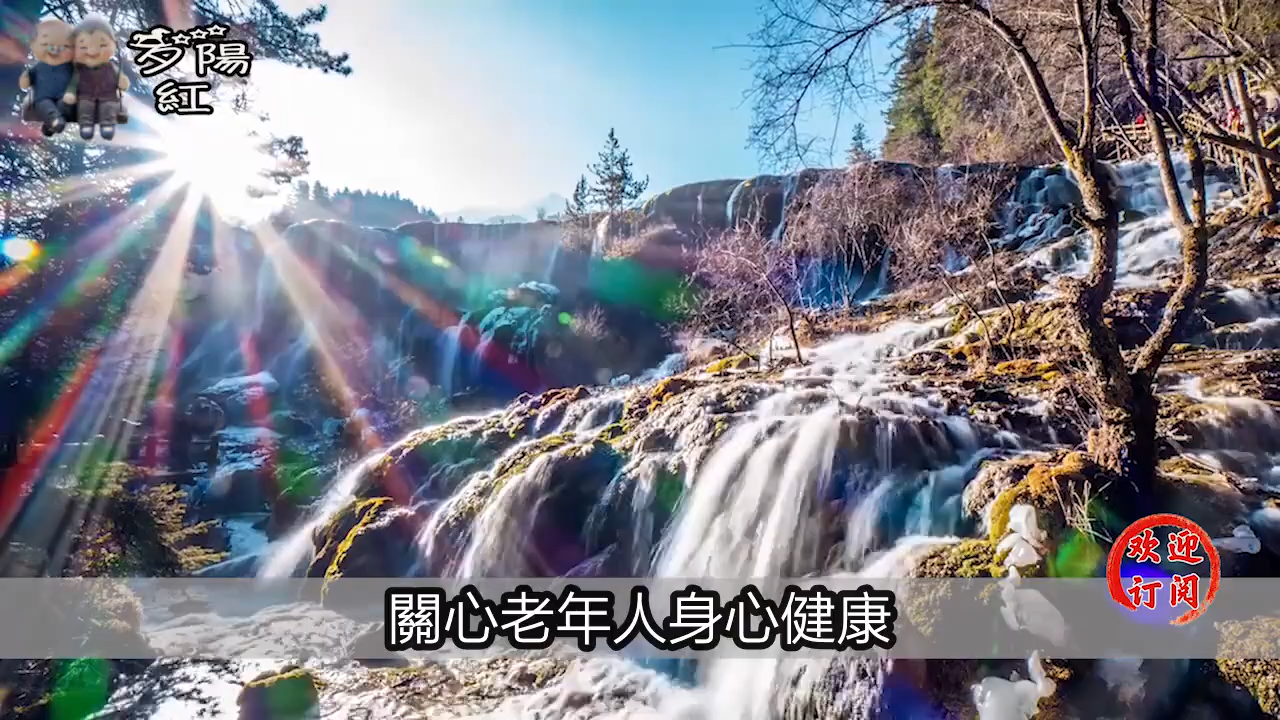 夕陽
紅
關心老年人身心健康
欢迎
订阅